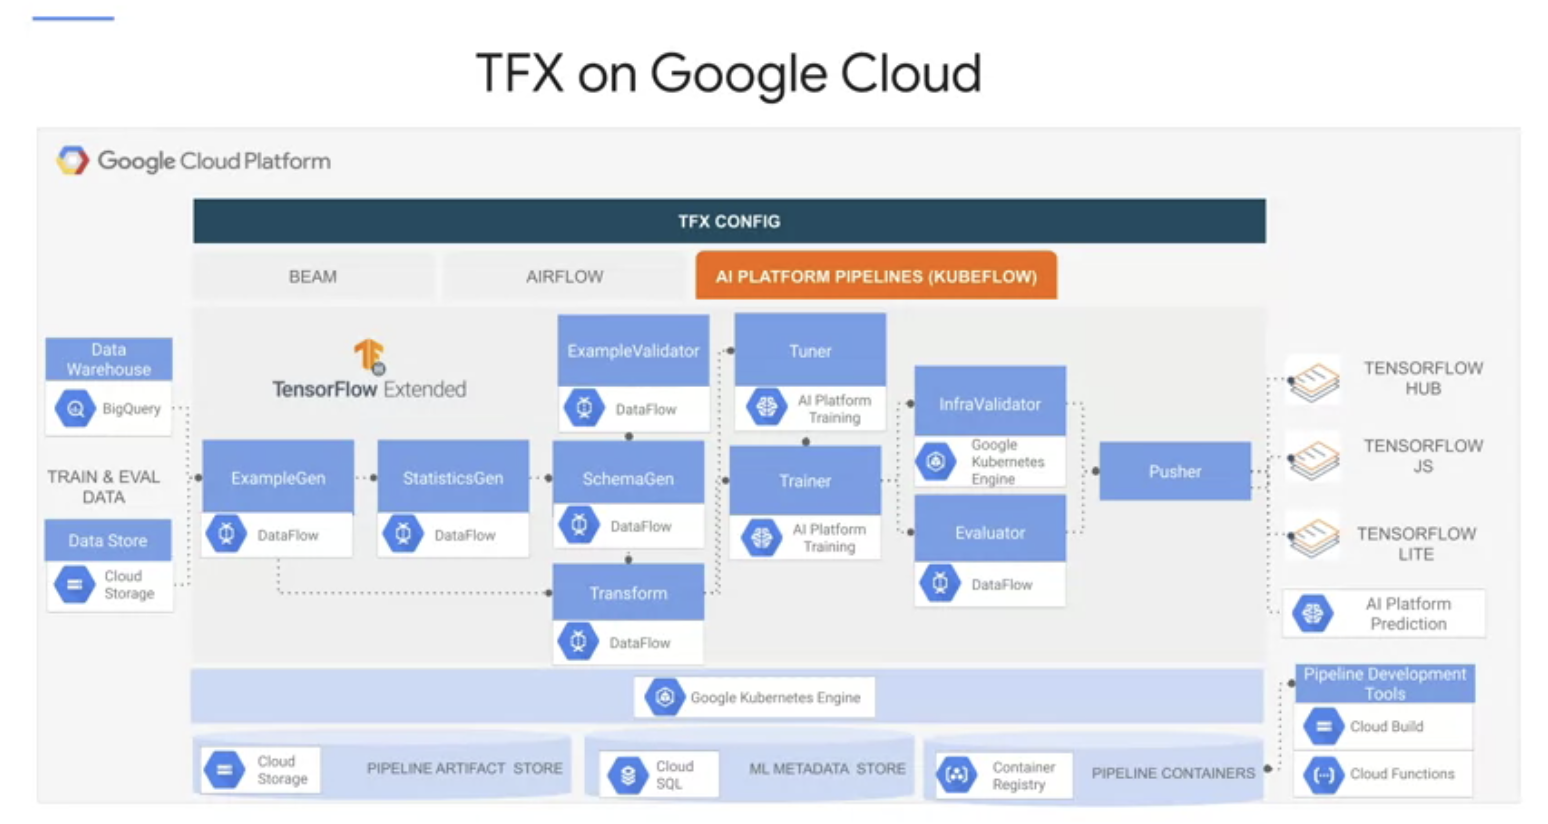 TFX on Google Cloud
Google Cloud Platform
TFX CONFIG
BEAM
AIRFLOW
AI PLATFORM PIPELINES (KUBEFLOW)
Data
Warehouse
BigQuery
TRAIN & EVAL
DATA
Data Store
Cloud
Storage
TensorFlow Extended
ExampleGen
DataFlow
StatisticsGen
DataFlow
ExampleValidator
DataFlow
SchemaGen
DataFlow
Transform
DataFlow
Tuner
AI Platform
Training
Trainer
AI Platform
Training
InfraValidator
Google
Kubernetes
Engine
Evaluator
DataFlow
Pusher
TENSORFLOW
HUB
TENSORFLOW
JS
TENSORFLOW
LITE
AI Platform
Prediction
Google Kubernetes Engine
Cloud
Storage
PIPELINE ARTIFACT STORE
Cloud
SQL
ML METADATA STORE
Container
Registry
PIPELINE CONTAINERS
Pipeline Development
Tools
Cloud Build
Cloud Functions